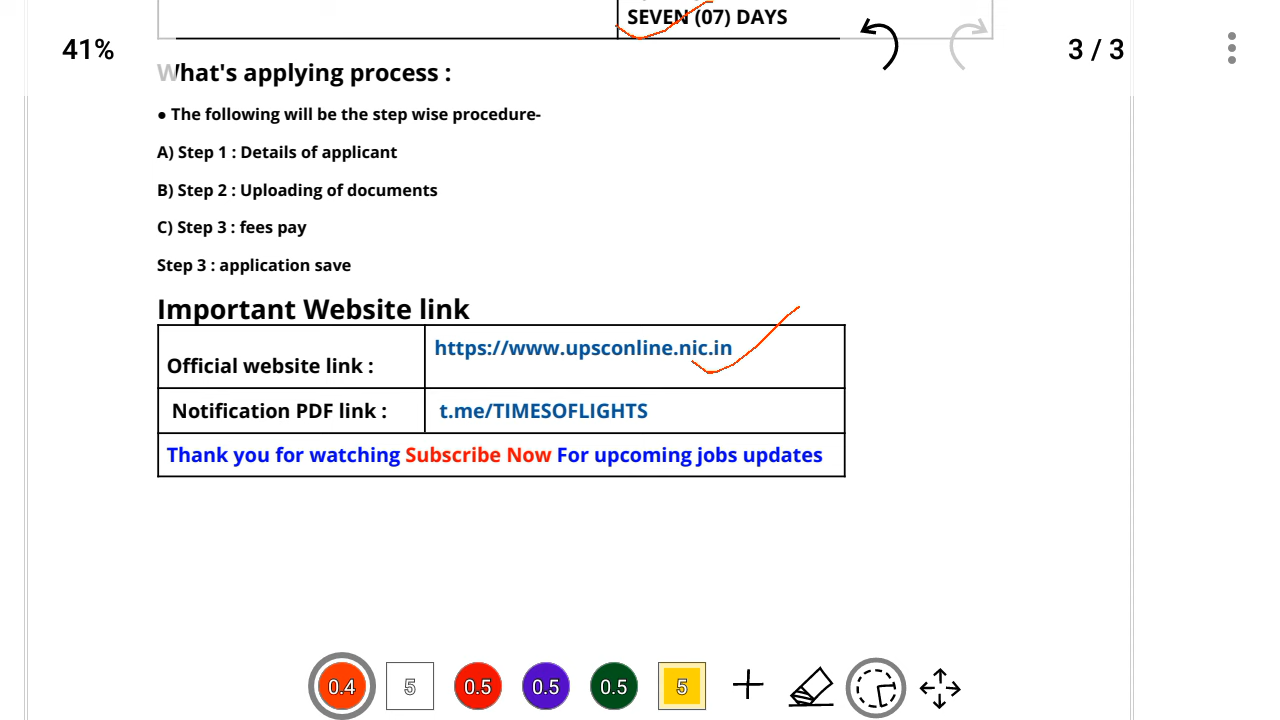 SEVEN (07) DAYS
41%
3 / 3
What's applying process :
● The following will be the step wise procedure-
A) Step 1 : Details of applicant
B) Step 2 : Uploading of documents
C) Step 3 : fees pay
Step 3 : application save
Important Website link
Official website link :
https://www.upsconline.nic.in
Notification PDF link :
t.me/TIMESOFLIGHTS
Thank you for watching Subscribe Now For upcoming jobs updates
0.4 5 0.5 0.5 0.5 5